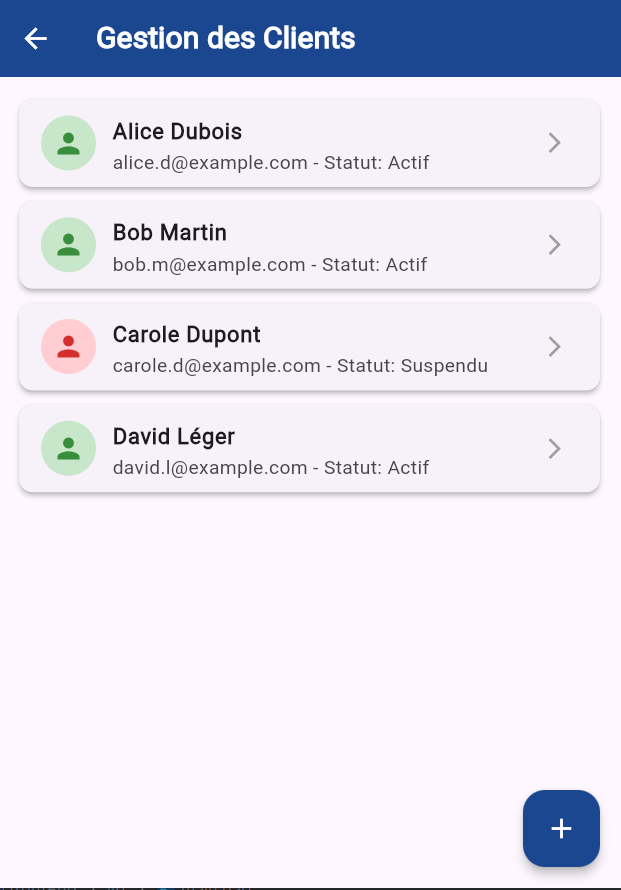 Gestion des Clients
Alice Dubois
alice.d@example.com - Statut: Actif
Bob Martin
bob.m@example.com - Statut: Actif
Carole Dupont
carole.d@example.com - Statut: Suspendu
David Léger
david.l@example.com - Statut: Actif